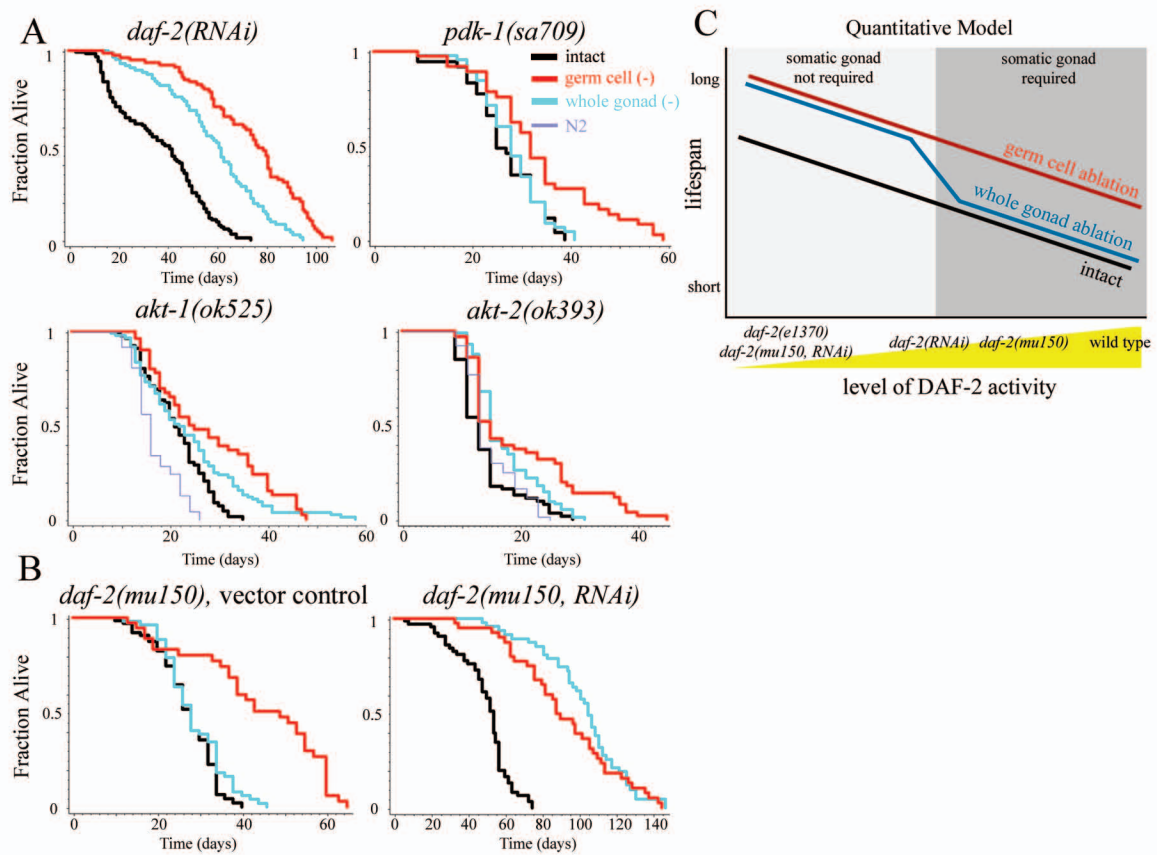 A
daf-2(RNAi)
Fraction Alive
1
0.5
0
20
40
60
80
100
Time (days)
pdk-1(sa709)
intact
germ cell (-)
whole gonad (-)
N2
1
0.5
0
0
20
40
60
Time (days)
akt-1(ok525)
Fraction Alive
1
0.5
0
0
20
40
60
Time (days)
akt-2(ok393)
1
0.5
0
0
20
40
Time (days)
B
daf-2(mu150), vector control
Fraction Alive
1
0.5
0
0
20
40
60
Time (days)
daf-2(mu150, RNAi)
1
0.5
0
0
20
40
60
80
100
120
140
Time (days)
C
Quantitative Model
somatic gonad
not required
somatic gonad
required
long
lifespan
short
germ cell ablation
whole gonad ablation
intact
daf-2(e1370)
daf-2(mu150, RNAi)
daf-2(RNAi)
daf-2(mu150)
wild type
level of DAF-2 activity